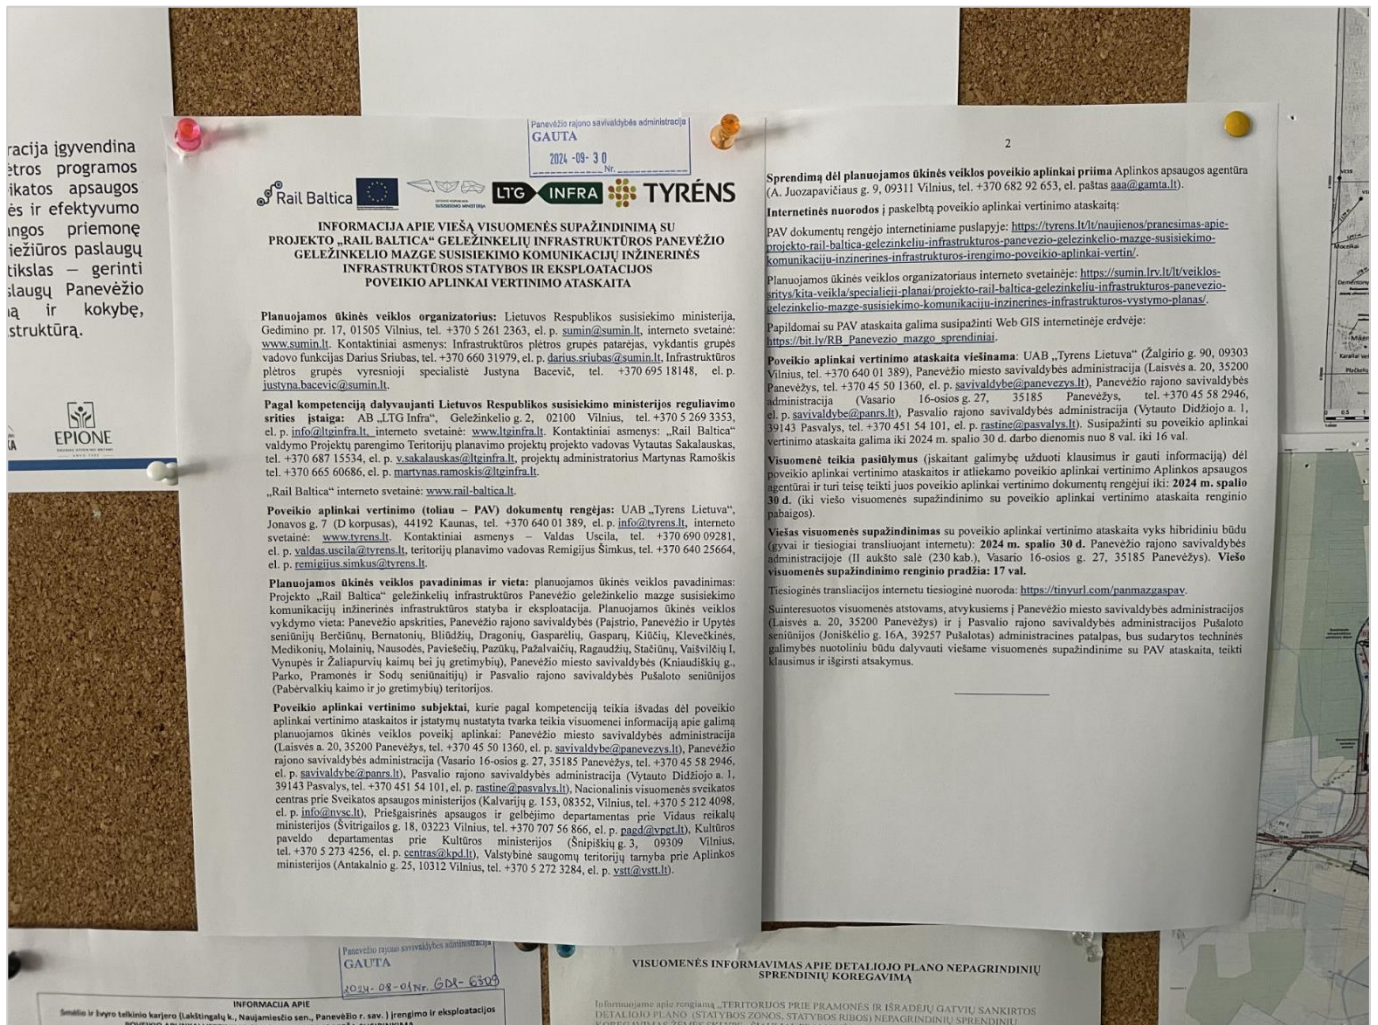 racija įgyvendina
ėtros programos
ikatos apsaugos
ės ir efektyvumo
angos priemonę
iežiūros paslaugų
tikslas – gerinti
slaugų Panevėžio
ną ir kokybę,
struktūrą.
EPIONE
Panevėžio rajono savivaldybės administracija
GAUTA
2024 -09- 30
Nr.
Rail Baltica
LTG INFRA
TYRÉNS
INFORMACIJA APIE VIEŠĄ VISUOMENĖS SUPAŽINDINIMĄ SU
PROJEKTO „RAIL BALTICA“ GELEŽINKELIŲ INFRASTRUKTŪROS PANEVĖŽIO
GELEŽINKELIO MAZGE SUSISIEKIMO KOMUNIKACIJŲ INŽINERINĖS
INFRASTRUKTŪROS STATYBOS IR EKSPLOATACIJOS
POVEIKIO APLINKAI VERTINIMO ATASKAITA
Planuojamos ūkinės veiklos organizatorius: Lietuvos Respublikos susisiekimo ministerija,
Gedimino pr. 17, 01505 Vilnius, tel. +370 5 261 2363, el. p. sumin@sumin.lt, interneto svetainė:
www.sumin.lt. Kontaktiniai asmenys: Infrastruktūros plėtros grupės patarėjas, vykdantis grupės
vadovo funkcijas Darius Sriubas, tel. +370 660 31979, el. p. darius.sriubas@sumin.lt, Infrastruktūros
plėtros grupės vyresnioji specialistė Justyna Bacevič, tel. +370 695 18148, el. p.
justyna.bacevic@sumin.lt.
Pagal kompetenciją dalyvaujanti Lietuvos Respublikos susisiekimo ministerijos reguliavimo
srities įstaiga: AB „LTG Infra“, Geležinkelio g. 2, 02100 Vilnius, tel. +370 5 269 3353,
el. p. info@ltginfra.lt, interneto svetainė: www.ltginfra.lt. Kontaktiniai asmenys: „Rail Baltica“
valdymo Projektų parengimo Teritorijų planavimo projektų projekto vadovas Vytautas Sakalauskas,
tel. +370 687 15534, el. p. v.sakalauskas@ltginfra.lt, projektų administratorius Martynas Ramoškis
tel. +370 665 60686, el. p. martynas.ramoskis@ltginfra.lt.
„Rail Baltica“ interneto svetainė: www.rail-baltica.lt.
Poveikio aplinkai vertinimo (toliau – PAV) dokumentų rengėjas: UAB „Tyrens Lietuva“,
Jonavos g. 7 (D korpusas), 44192 Kaunas, tel. +370 640 01 389, el. p. info@tyrens.lt, interneto
svetainė: www.tyrens.lt. Kontaktiniai asmenys – Valdas Uscila, tel. +370 690 09281,
el. p. valdas.uscila@tyrens.lt, teritorijų planavimo vadovas Remigijus Šimkus, tel. +370 640 25664,
el. p. remigijus.simkus@tyrens.lt.
Planuojamos ūkinės veiklos pavadinimas ir vieta: planuojamos ūkinės veiklos pavadinimas:
Projekto „Rail Baltica“ geležinkelių infrastruktūros Panevėžio geležinkelio mazge susisiekimo
komunikacijų inžinerinės infrastruktūros statyba ir eksploatacija. Planuojamos ūkinės veiklos
vykdymo vieta: Panevėžio apskrities, Panevėžio rajono savivaldybės (Paįstrio, Panevėžio ir Upytės
seniūnijų Berčiūnų, Bernatonių, Bliūdžių, Dragonių, Gasparėlių, Gasparų, Kiūčių, Klevečkinės,
Medikonių, Molainių, Nausodės, Paviešečių, Pazūkų, Pažalvaičių, Ragaudžių, Stačiūnų, Vaišvilčių I,
Vynupės ir Žaliapurvių kaimų bei jų gretimybių), Panevėžio miesto savivaldybės (Kniaudiškių g.,
Parko, Pramonės ir Sodų seniūnaitijų) ir Pasvalio rajono savivaldybės Pušaloto seniūnijos
(Pabėrvalkių kaimo ir jo gretimybių) teritorijos.
Poveikio aplinkai vertinimo subjektai, kurie pagal kompetenciją teikia išvadas dėl poveikio
aplinkai vertinimo ataskaitos ir įstatymų nustatyta tvarka teikia visuomenei informaciją apie galimą
planuojamos ūkinės veiklos poveikį aplinkai: Panevėžio miesto savivaldybės administracija
(Laisvės a. 20, 35200 Panevėžys, tel. +370 45 50 1360, el. p. savivaldybe@panevezys.lt), Panevėžio
rajono savivaldybės administracija (Vasario 16-osios g. 27, 35185 Panevėžys, tel. +370 45 58 2946,
el. p. savivaldybe@panrs.lt), Pasvalio rajono savivaldybės administracija (Vytauto Didžiojo a. 1,
39143 Pasvalys, tel. +370 451 54 101, el. p. rastine@pasvalys.lt), Nacionalinis visuomenės sveikatos
centras prie Sveikatos apsaugos ministerijos (Kalvarijų g. 153, 08352, Vilnius, tel. +370 5 212 4098,
el. p. info@nvsc.lt), Priešgaisrinės apsaugos ir gelbėjimo departamentas prie Vidaus reikalų
ministerijos (Švitrigailos g. 18, 03223 Vilnius, tel. +370 707 56 866, el. p. pagd@vpgt.lt), Kultūros
paveldo departamentas prie Kultūros ministerijos (Šnipiškių g. 3, 09309 Vilnius,
tel. +370 5 273 4256, el. p. centras@kpd.lt), Valstybinė saugomų teritorijų tarnyba prie Aplinkos
ministerijos (Antakalnio g. 25, 10312 Vilnius, tel. +370 5 272 3284, el. p. vstt@vstt.lt).
2
Sprendimą dėl planuojamos ūkinės veiklos poveikio aplinkai priima Aplinkos apsaugos agentūra
(A. Juozapavičiaus g. 9, 09311 Vilnius, tel. +370 682 92 653, el. paštas aaa@gamta.lt).
Internetinės nuorodos į paskelbtą poveikio aplinkai vertinimo ataskaitą:
PAV dokumentų rengėjo internetiniame puslapyje: https://tyrens.lt/lt/naujienos/pranesimas-apie-
projekto-rail-baltica-gelezinkeliu-infrastrukturos-panevezio-gelezinkelio-mazge-susisiekimo-
komunikaciju-inzinerines-infrastrukturos-irengimo-poveikio-aplinkai-vertin/.
Planuojamos ūkinės veiklos organizatoriaus interneto svetainėje: https://sumin.lrv.lt/lt/veiklos-
sritys/kita-veikla/specialieji-planai/projekto-rail-baltica-gelezinkeliu-infrastrukturos-panevezio-
gelezinkelio-mazge-susisiekimo-komunikaciju-inzinerines-infrastrukturos-vystymo-planas/.
Papildomai su PAV ataskaita galima susipažinti Web GIS internetinėje erdvėje:
https://bit.ly/RB_Panevezio_mazgo_sprendiniai.
Poveikio aplinkai vertinimo ataskaita viešinama: UAB „Tyrens Lietuva“ (Žalgirio g. 90, 09303
Vilnius, tel. +370 640 01 389), Panevėžio miesto savivaldybės administracija (Laisvės a. 20, 35200
Panevėžys, tel. +370 45 50 1360, el. p. savivaldybe@panevezys.lt), Panevėžio rajono savivaldybės
administracija (Vasario 16-osios g. 27, 35185 Panevėžys, tel. +370 45 58 2946,
el. p. savivaldybe@panrs.lt), Pasvalio rajono savivaldybės administracija (Vytauto Didžiojo a. 1,
39143 Pasvalys, tel. +370 451 54 101, el. p. rastine@pasvalys.lt). Susipažinti su poveikio aplinkai
vertinimo ataskaita galima iki 2024 m. spalio 30 d. darbo dienomis nuo 8 val. iki 16 val.
Visuomenė teikia pasiūlymus (įskaitant galimybę užduoti klausimus ir gauti informaciją) dėl
poveikio aplinkai vertinimo ataskaitos ir atliekamo poveikio aplinkai vertinimo Aplinkos apsaugos
agentūrai ir turi teisę teikti juos poveikio aplinkai vertinimo dokumentų rengėjui iki: 2024 m. spalio
30 d. (iki viešo visuomenės supažindinimo su poveikio aplinkai vertinimo ataskaita renginio
pabaigos).
Viešas visuomenės supažindinimas su poveikio aplinkai vertinimo ataskaita vyks hibridiniu būdu
(gyvai ir tiesiogiai transliuojant internetu): 2024 m. spalio 30 d. Panevėžio rajono savivaldybės
administracijoje (II aukšto salė (230 kab.), Vasario 16-osios g. 27, 35185 Panevėžys). Viešo
visuomenės supažindinimo renginio pradžia: 17 val.
Tiesioginės transliacijos internetu tiesioginė nuoroda: https://tinyurl.com/panmazgaspav.
Suinteresuotos visuomenės atstovams, atvykusiems į Panevėžio miesto savivaldybės administracijos
(Laisvės a. 20, 35200 Panevėžys) ir į Pasvalio rajono savivaldybės administracijos Pušaloto
seniūnijos (Joniškėlio g. 16A, 39257 Pušalotas) administracines patalpas, bus sudarytos techninės
galimybės nuotoliniu būdu dalyvauti viešame visuomenės supažindinime su PAV ataskaita, teikti
klausimus ir išgirsti atsakymus.
Panevėžio rajono savivaldybės administracija
GAUTA
2024-08-01 Nr. GDR-6309
INFORMACIJA APIE
Smėlio ir žvyro telkinio karjero (Lakštingalų k., Naujamiesčio sen., Panevėžio r. sav. ) įrengimo ir eksploatacijos
VISUOMENĖS INFORMAVIMAS APIE DETALIOJO PLANO NEPAGRINDINIŲ
SPRENDINIŲ KOREGAVIMĄ
Informuojame apie rengiamą „TERITORIJOS PRIE PRAMONĖS IR IŠRADĖJŲ GATVIŲ SANKIRTOS
DETALIOJO PLANO (STATYBOS ZONOS, STATYBOS RIBOS) NEPAGRINDINIŲ SPRENDINIŲ